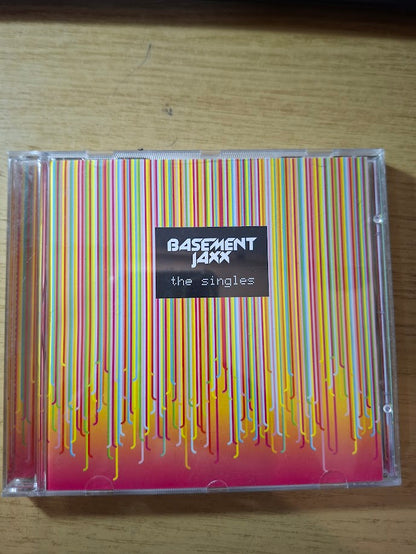 BASEMENT
JAXX
the singles